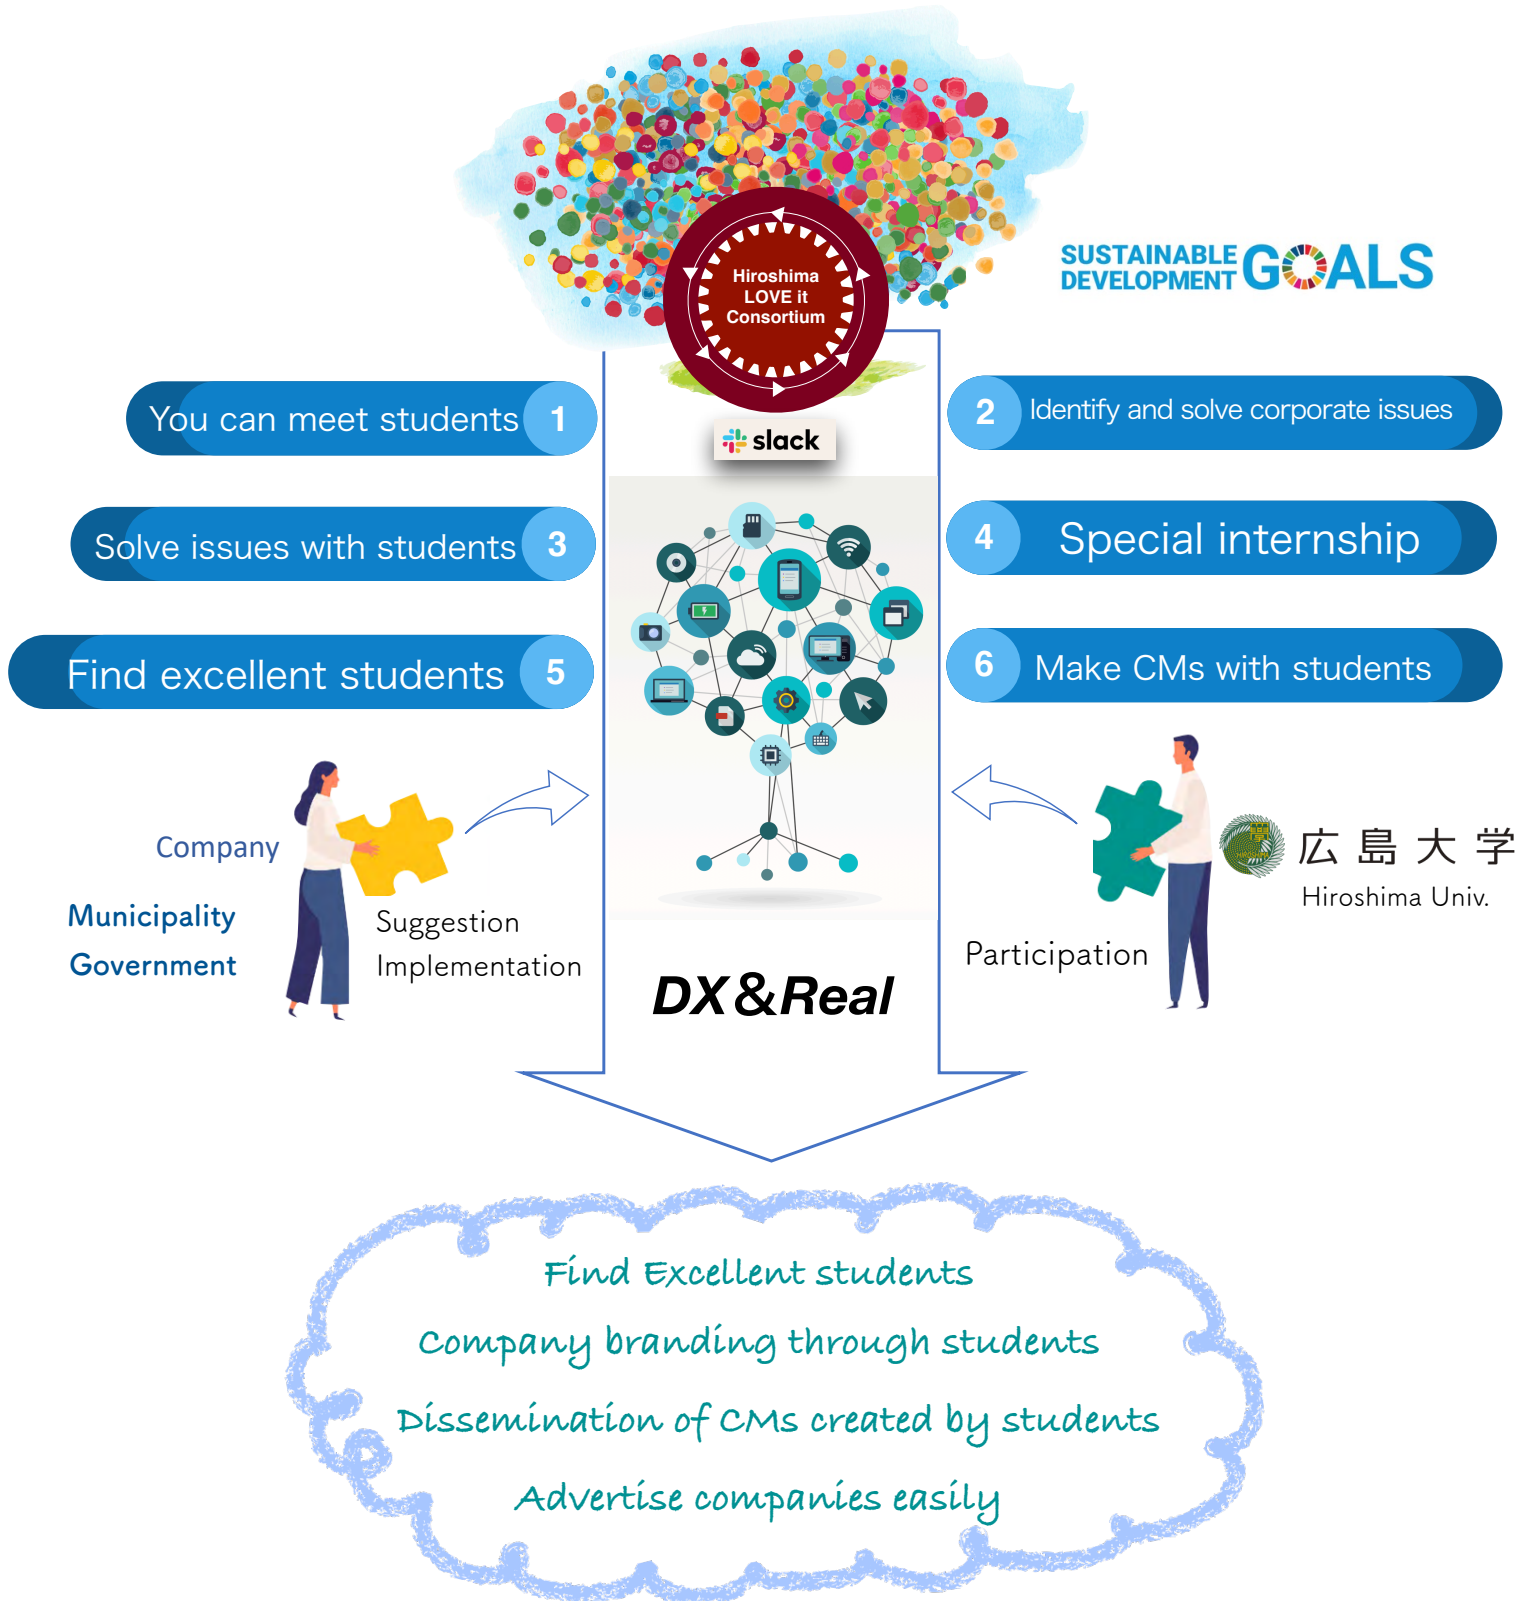 Hiroshima
LOVE it
Consortium
SUSTAINABLE
DEVELOPMENT
GOALS
slack
You can meet students 1
2 Identify and solve corporate issues
Solve issues with students 3
4 Special internship
Find excellent students 5
6 Make CMs with students
Company
Municipality
Government
Suggestion
Implementation
Participation
広島大学
Hiroshima Univ.
HIROSHIMA
DX&Real
Find Excellent students
Company branding through students
Dissemination of CMs created by students
Advertise companies easily